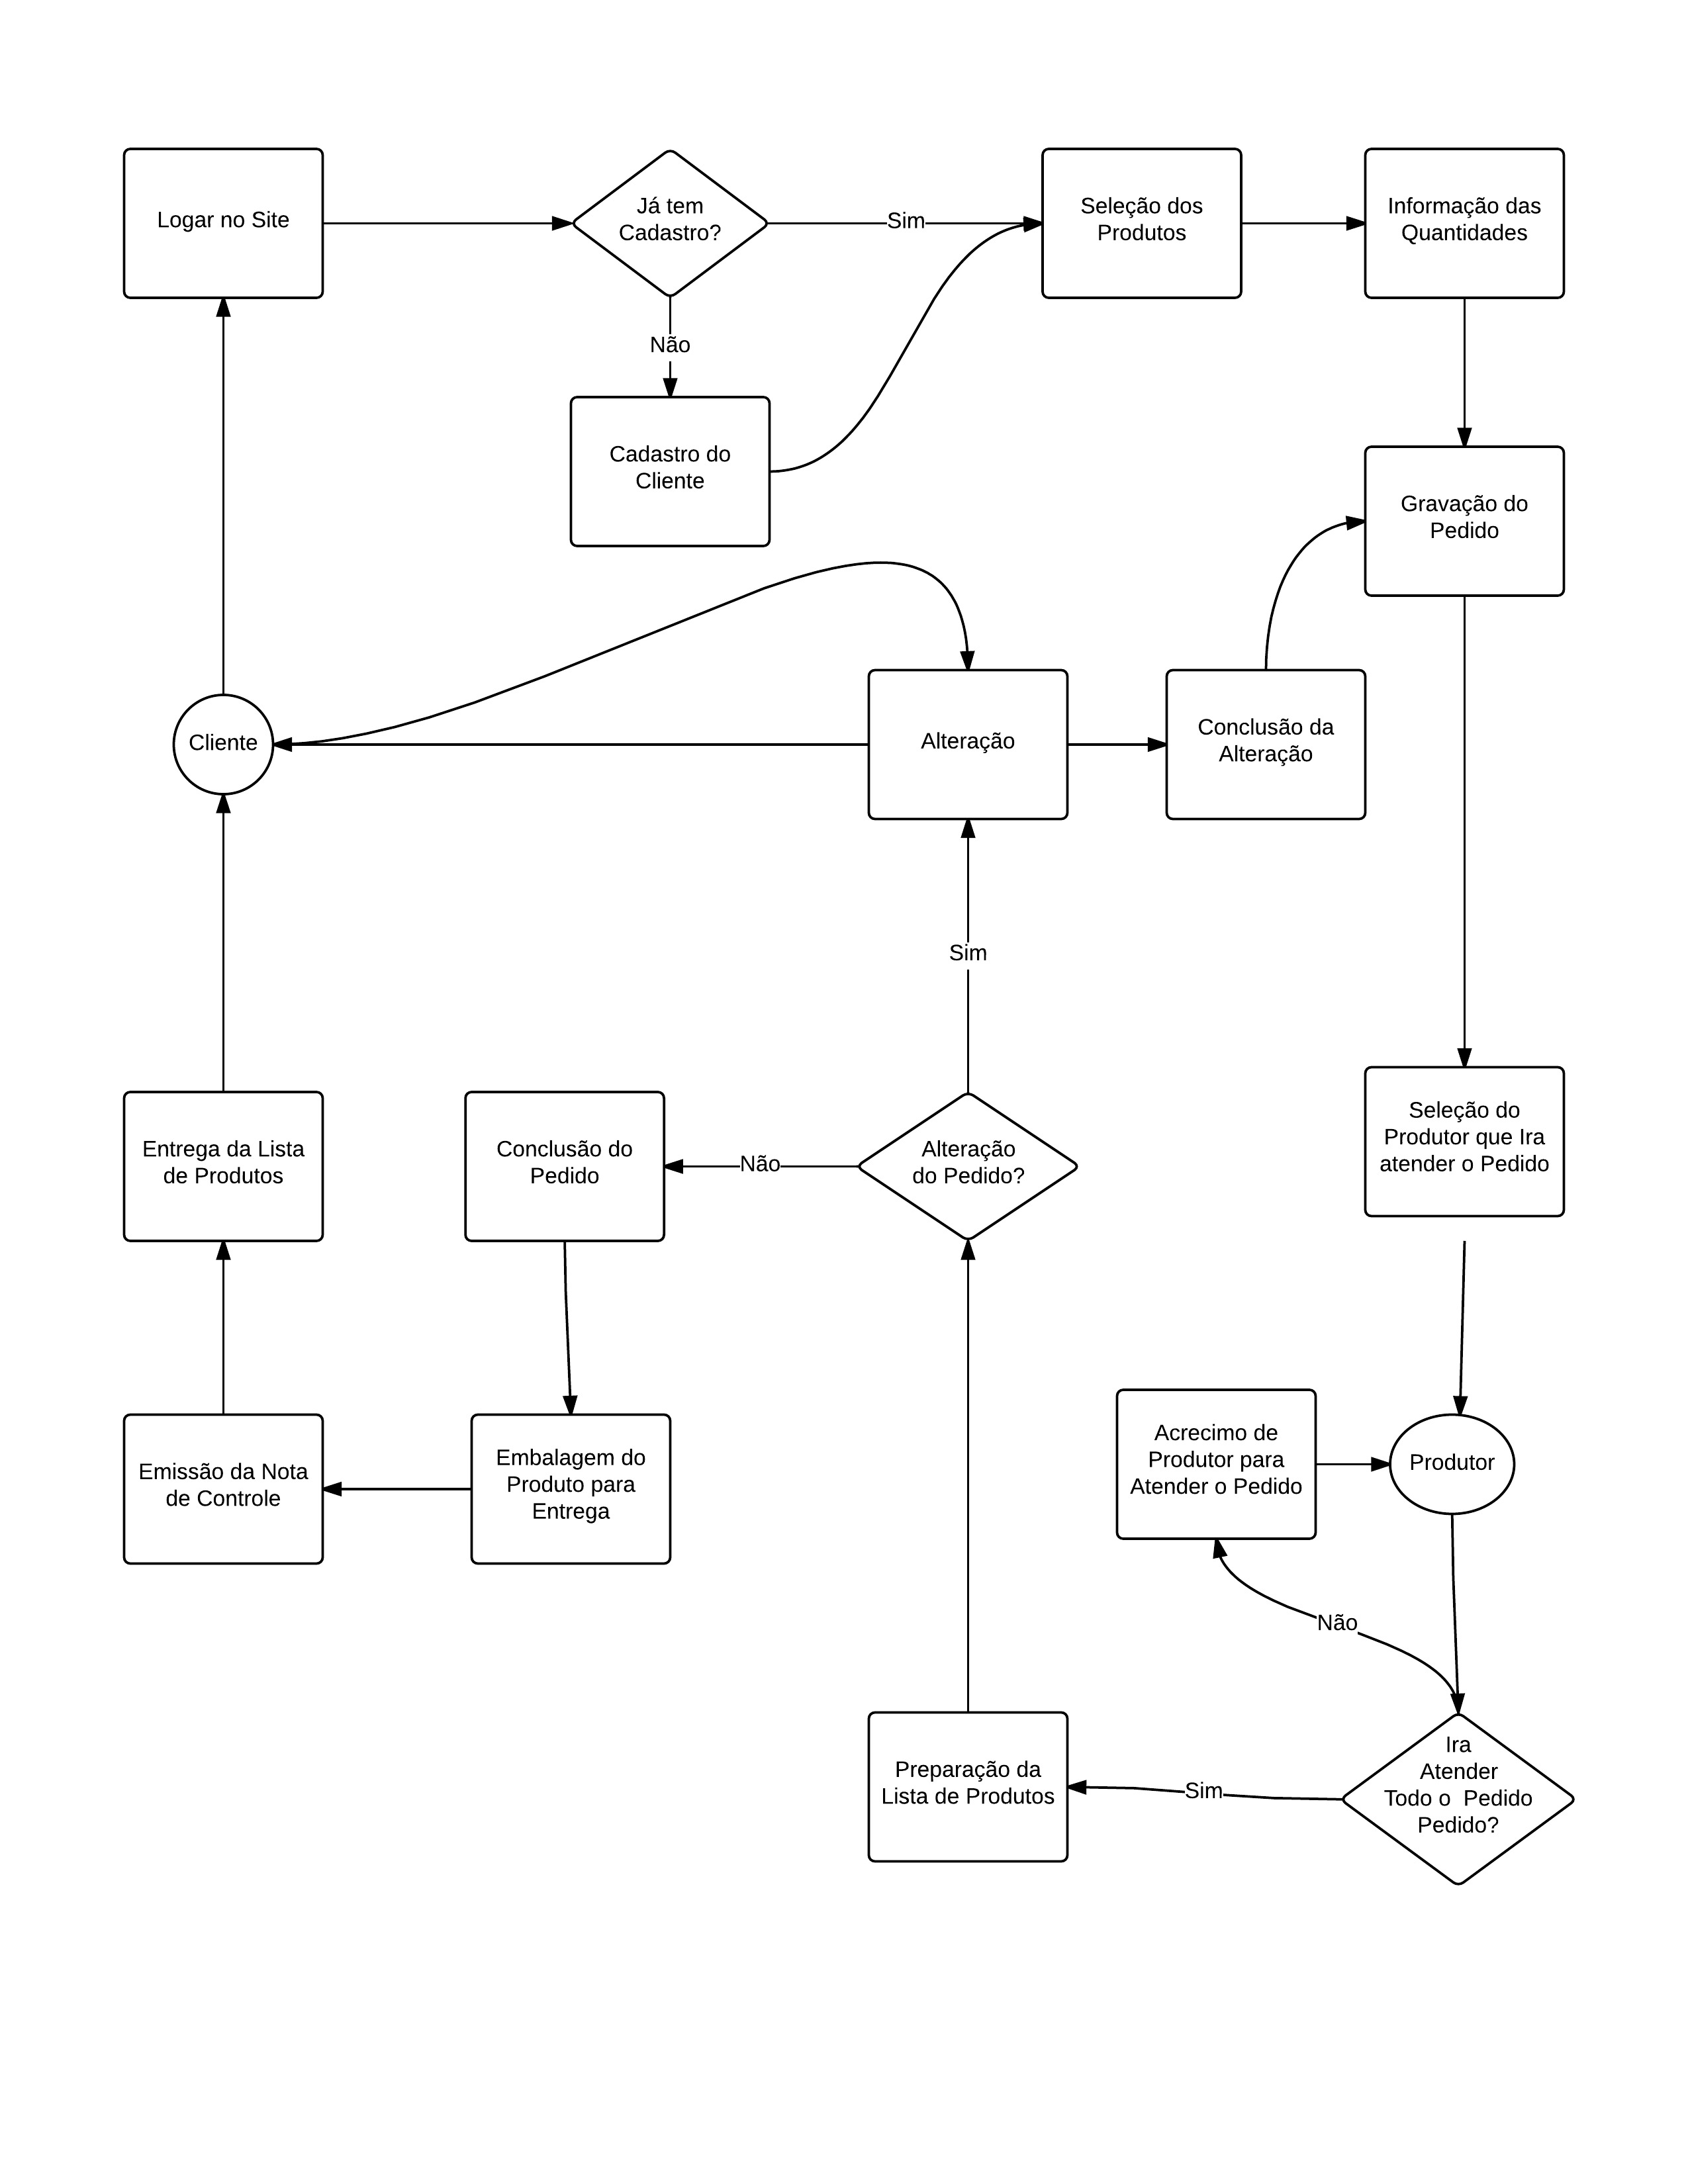 Logar no Site
Já tem
Cadastro?
Sim
Seleção dos
Produtos
Informação das
Quantidades
Não
Cadastro do
Cliente
Gravação do
Pedido
Cliente
Alteração
Conclusão da
Alteração
Sim
Entrega da Lista
de Produtos
Conclusão do
Pedido
Não
Alteração
do Pedido?
Seleção do
Produtor que Ira
atender o Pedido
Emissão da Nota
de Controle
Embalagem do
Produto para
Entrega
Acrecimo de
Produtor para
Atender o Pedido
Produtor
Não
Preparação da
Lista de Produtos
Sim
Ira
Atender
Todo o  Pedido
Pedido?